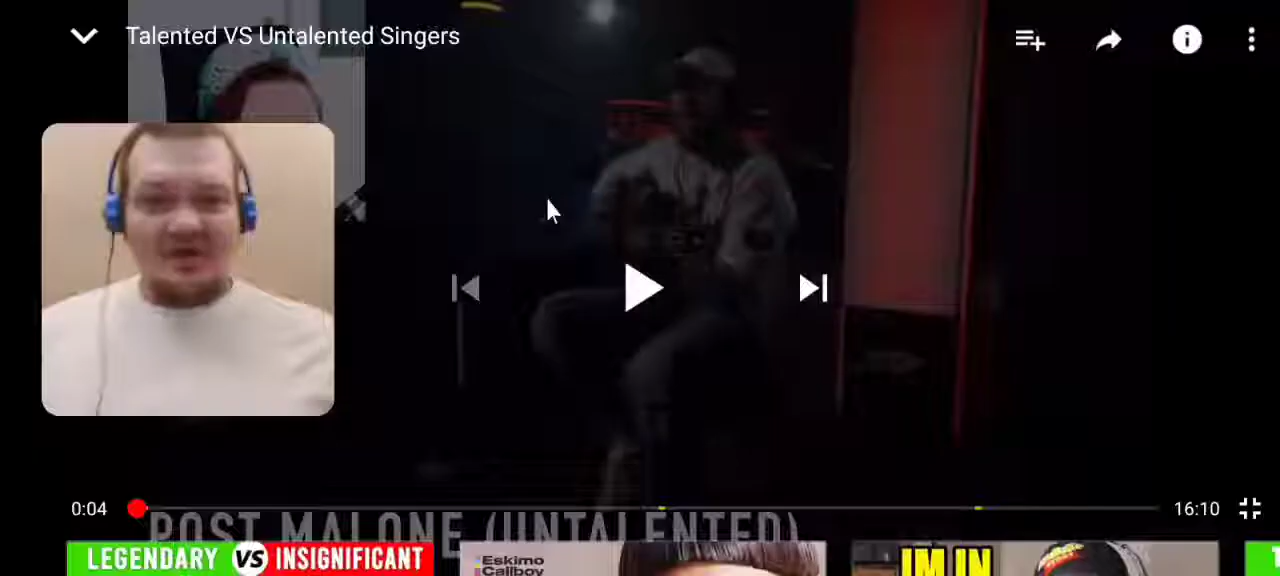 Talented VS Untalented Singers
0:04
16:10
POST MALONE (UNTALENTED)
LEGENDARY VS INSIGNIFICANT
Eskimo
Callboy
IM IN